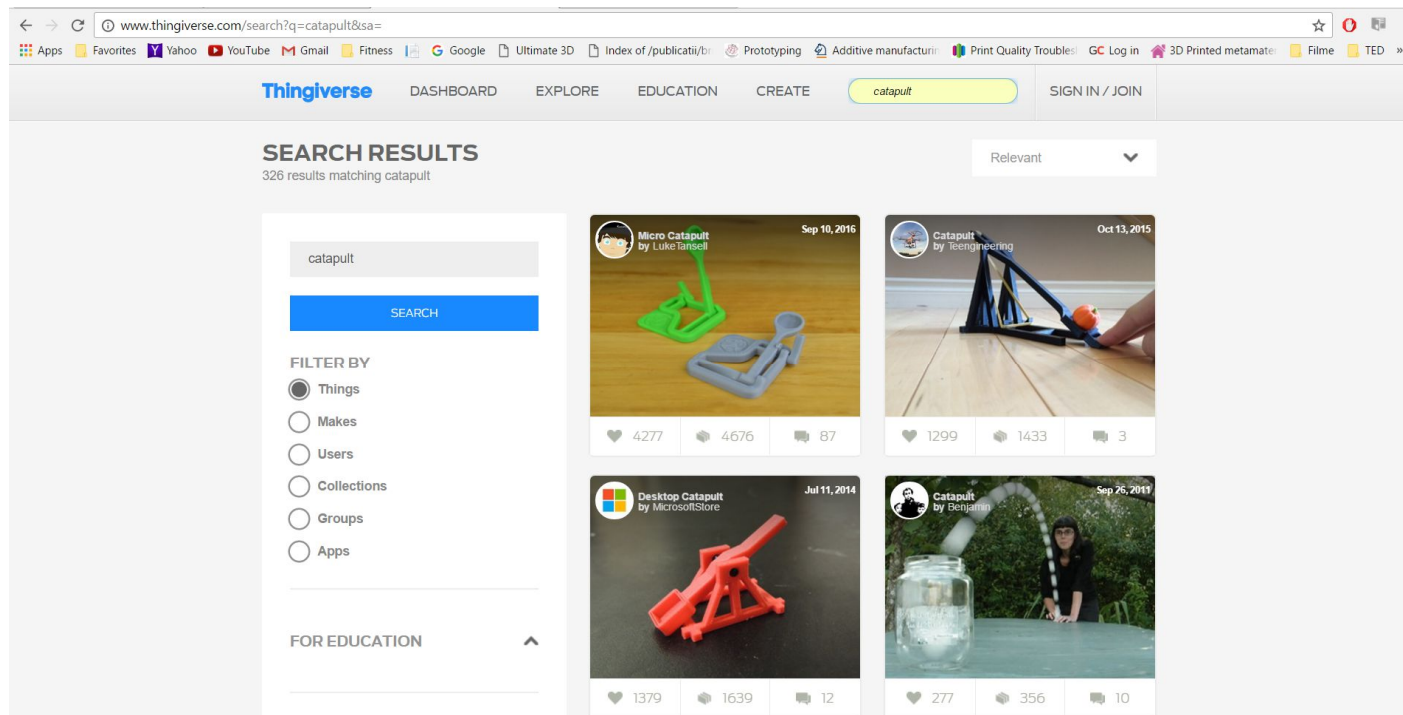 www.thingiverse.com/search?q=catapult&sa=
Apps Favorites Yahoo YouTube Gmail Fitness Google Ultimate 3D Index of /publicatii/ Prototyping Additive manufacturin Print Quality Troubles GC Log in 3D Printed metamate Filme TED »
Thingiverse DASHBOARD EXPLORE EDUCATION CREATE catapult SIGN IN / JOIN
SEARCH RESULTS
326 results matching catapult
Relevant
catapult
SEARCH
FILTER BY
Things
Makes
Users
Collections
Groups
Apps
FOR EDUCATION
Micro Catapult
by LukeTansell
Sep 10, 2016
4277 4676 87
Catapult
by Teengineering
Oct 13, 2015
1299 1433 3
Desktop Catapult
by MicrosoftStore
Jul 11, 2014
1379 1639 12
Catapult
by Benjamin
Sep 26, 2011
277 356 10